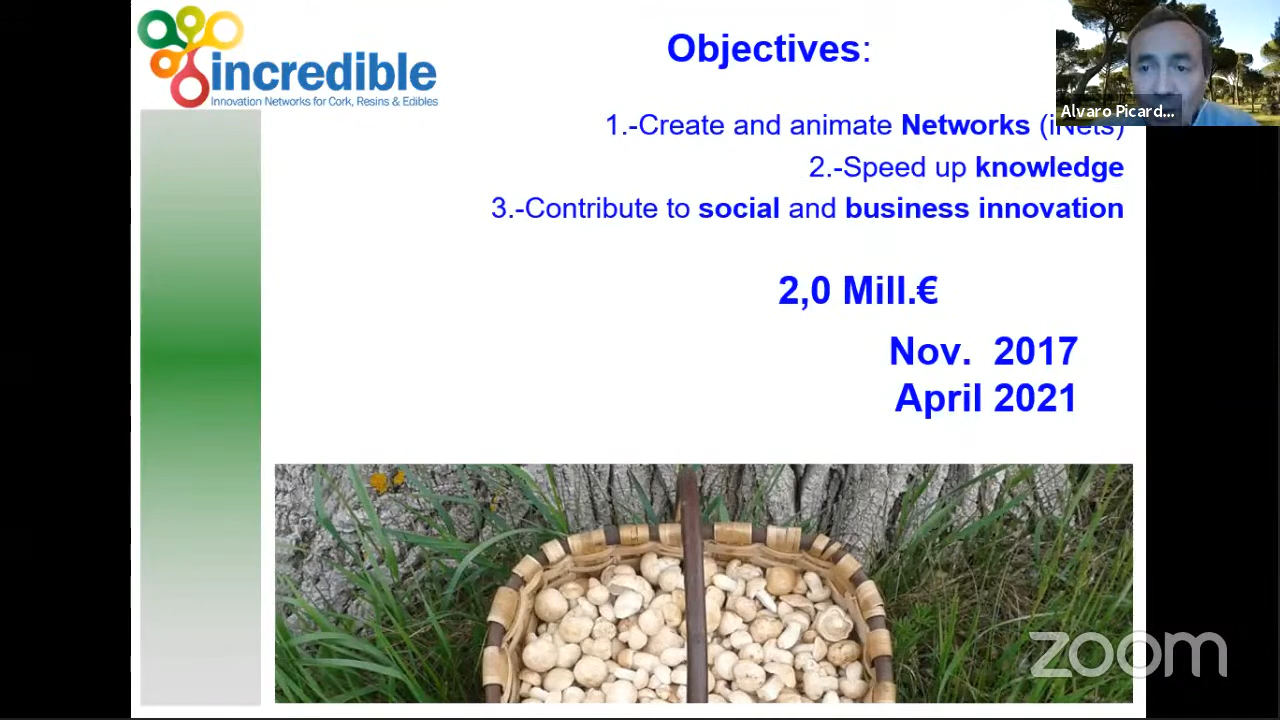 incredible
Innovation Networks for Cork, Resins & Edibles
Objectives:
Alvaro Picard...
1.-Create and animate Networks (iNets)
2.-Speed up knowledge
3.-Contribute to social and business innovation
2,0 Mill.€
Nov. 2017
April 2021
zoom